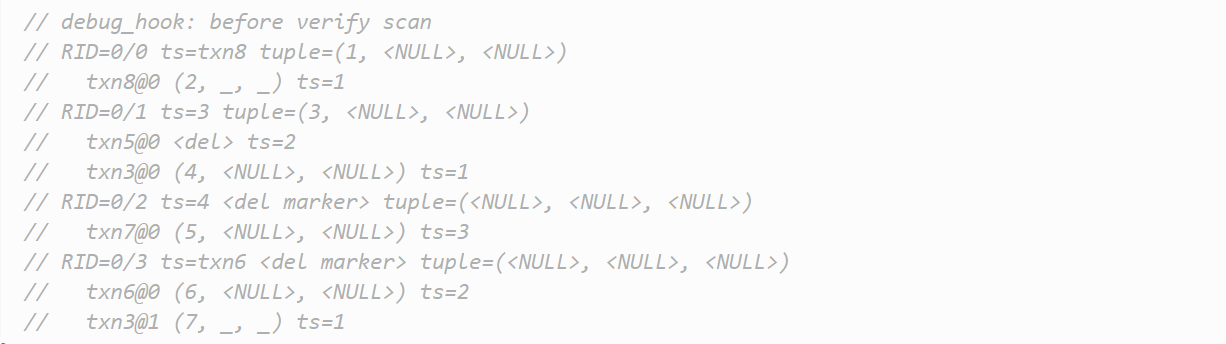 // debug_hook: before verify scan
// RID=0/0 ts=txn8 tuple=(1, <NULL>, <NULL>)
//   txn8@0 (2, _, _) ts=1
// RID=0/1 ts=3 tuple=(3, <NULL>, <NULL>)
//   txn5@0 <del> ts=2
//   txn3@0 (4, <NULL>, <NULL>) ts=1
// RID=0/2 ts=4 <del marker> tuple=(<NULL>, <NULL>, <NULL>)
//   txn7@0 (5, <NULL>, <NULL>) ts=3
// RID=0/3 ts=txn6 <del marker> tuple=(<NULL>, <NULL>, <NULL>)
//   txn6@0 (6, <NULL>, <NULL>) ts=2
//   txn3@1 (7, _, _) ts=1